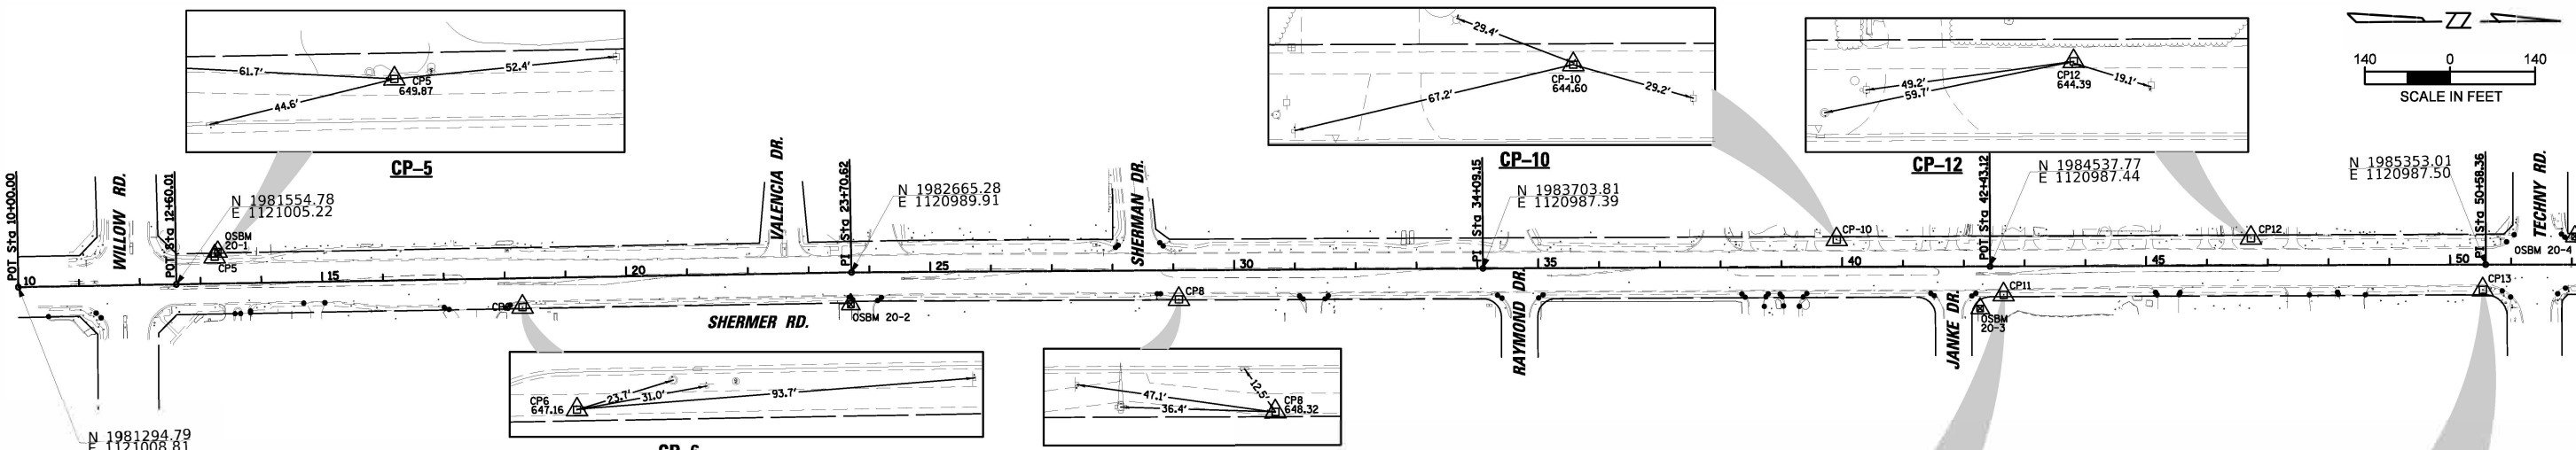 61.7'
52.4'
44.6'
CP5
649.87
CP–5
29.4'
67.2'
29.2'
CP-10
644.60
CP–10
49.2'
59.7'
19.1'
CP12
644.39
CP–12
140 0 140
SCALE IN FEET
POT Sta 10+00.00
WILLOW RD.
POT Sta 12+60.01
N 1981554.78
E 1121005.22
OSBM
20-1
CP5
VALENCIA DR.
PI Sta 23+70.62
N 1982665.28
E 1120989.91
SHERMAN DR.
PI Sta 34+09.15
N 1983703.81
E 1120987.39
CP-10
POT Sta 42+43.12
N 1984537.77
E 1120987.44
CP12
N 1985353.01
E 1120987.50
PI Sta 50+58.36
TECHNY RD.
OSBM 20-4
10 15 20 25 30 35 40 45 50
CP6
SHERMER RD.
OSBM 20-2
CP8
RAYMOND DR.
JANKE DR.
CP11
OSBM
20-3
CP13
CP6
647.16
23.7'
31.0'
93.7'
47.1'
36.4'
12.5'
CP8
648.32
N 1981294.79
E 1121008.81
CP–6